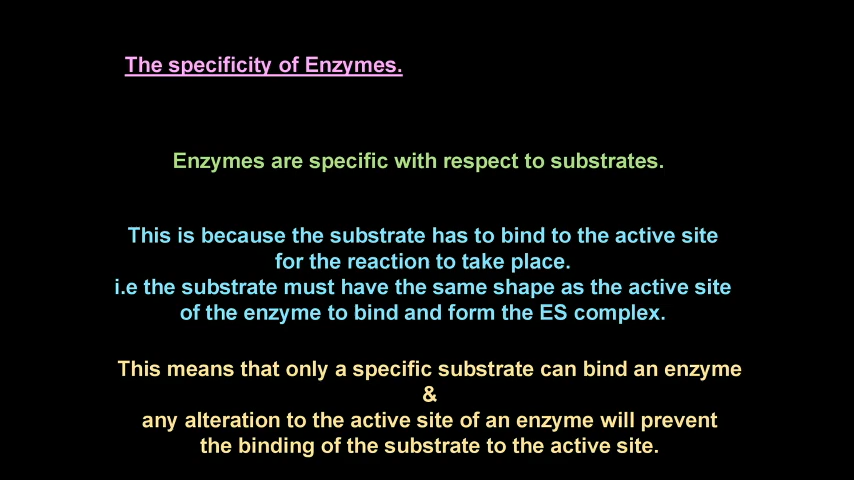 The specificity of Enzymes.
Enzymes are specific with respect to substrates.
This is because the substrate has to bind to the active site
for the reaction to take place.
i.e the substrate must have the same shape as the active site
of the enzyme to bind and form the ES complex.
This means that only a specific substrate can bind an enzyme
&
any alteration to the active site of an enzyme will prevent
the binding of the substrate to the active site.